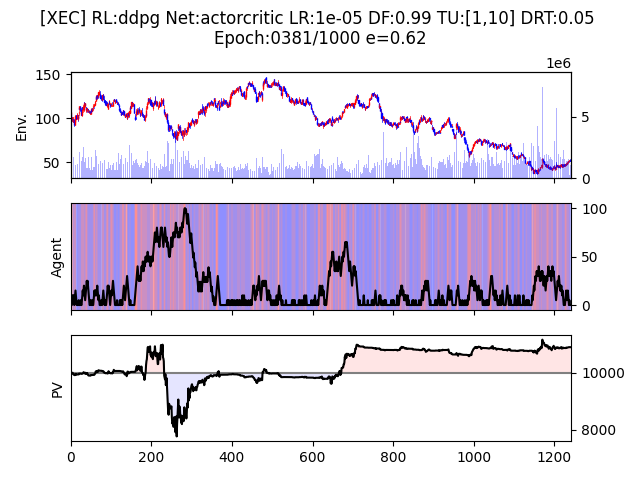 [XEC] RL:ddpg Net:actorcritic LR:1e-05 DF:0.99 TU:[1,10] DRT:0.05
Epoch:0381/1000 e=0.62
1e6
150
100
50
Env.
5
0
Agent
100
50
0
PV
10000
8000
0 200 400 600 800 1000 1200